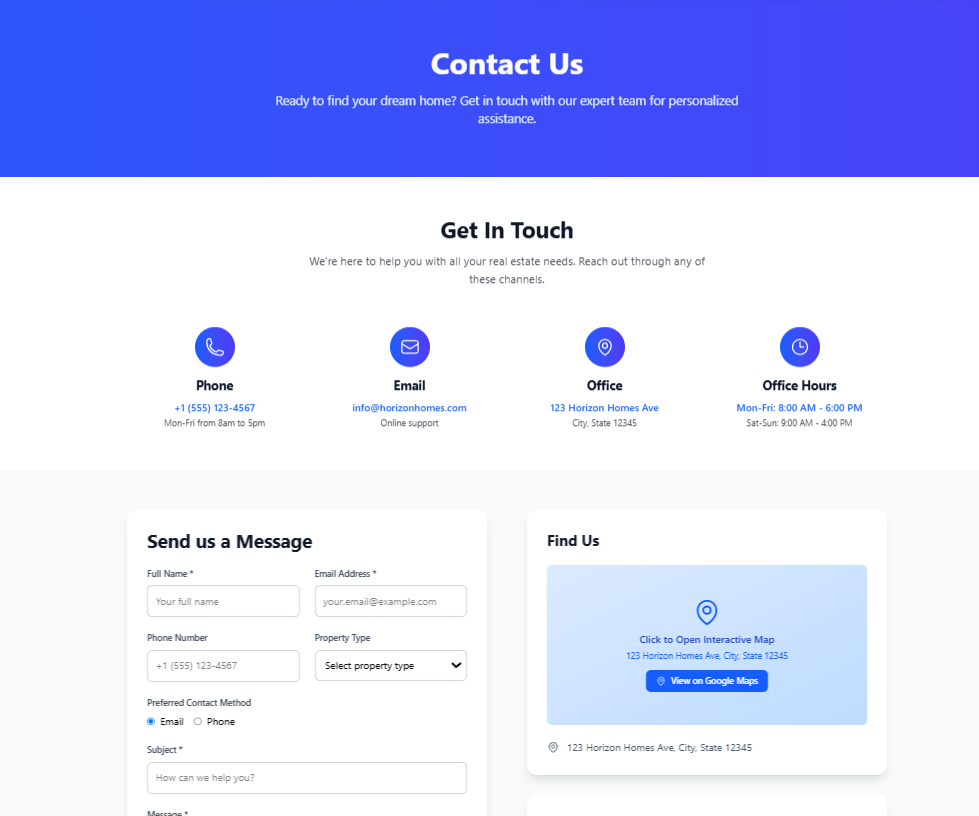 Contact Us
Ready to find your dream home? Get in touch with our expert team for personalized
assistance.
Get In Touch
We're here to help you with all your real estate needs. Reach out through any of
these channels.
Phone
+1 (555) 123-4567
Mon-Fri from 8am to 5pm
Email
info@horizonhomes.com
Online support
Office
123 Horizon Homes Ave
City, State 12345
Office Hours
Mon-Fri: 8:00 AM - 6:00 PM
Sat-Sun: 9:00 AM - 4:00 PM
Send us a Message
Full Name *
Your full name
Email Address *
your.email@example.com
Phone Number
+1 (555) 123-4567
Property Type
Select property type
Preferred Contact Method
Email
Phone
Subject *
How can we help you?
Message *
Find Us
Click to Open Interactive Map
123 Horizon Homes Ave, City, State 12345
View on Google Maps
123 Horizon Homes Ave, City, State 12345